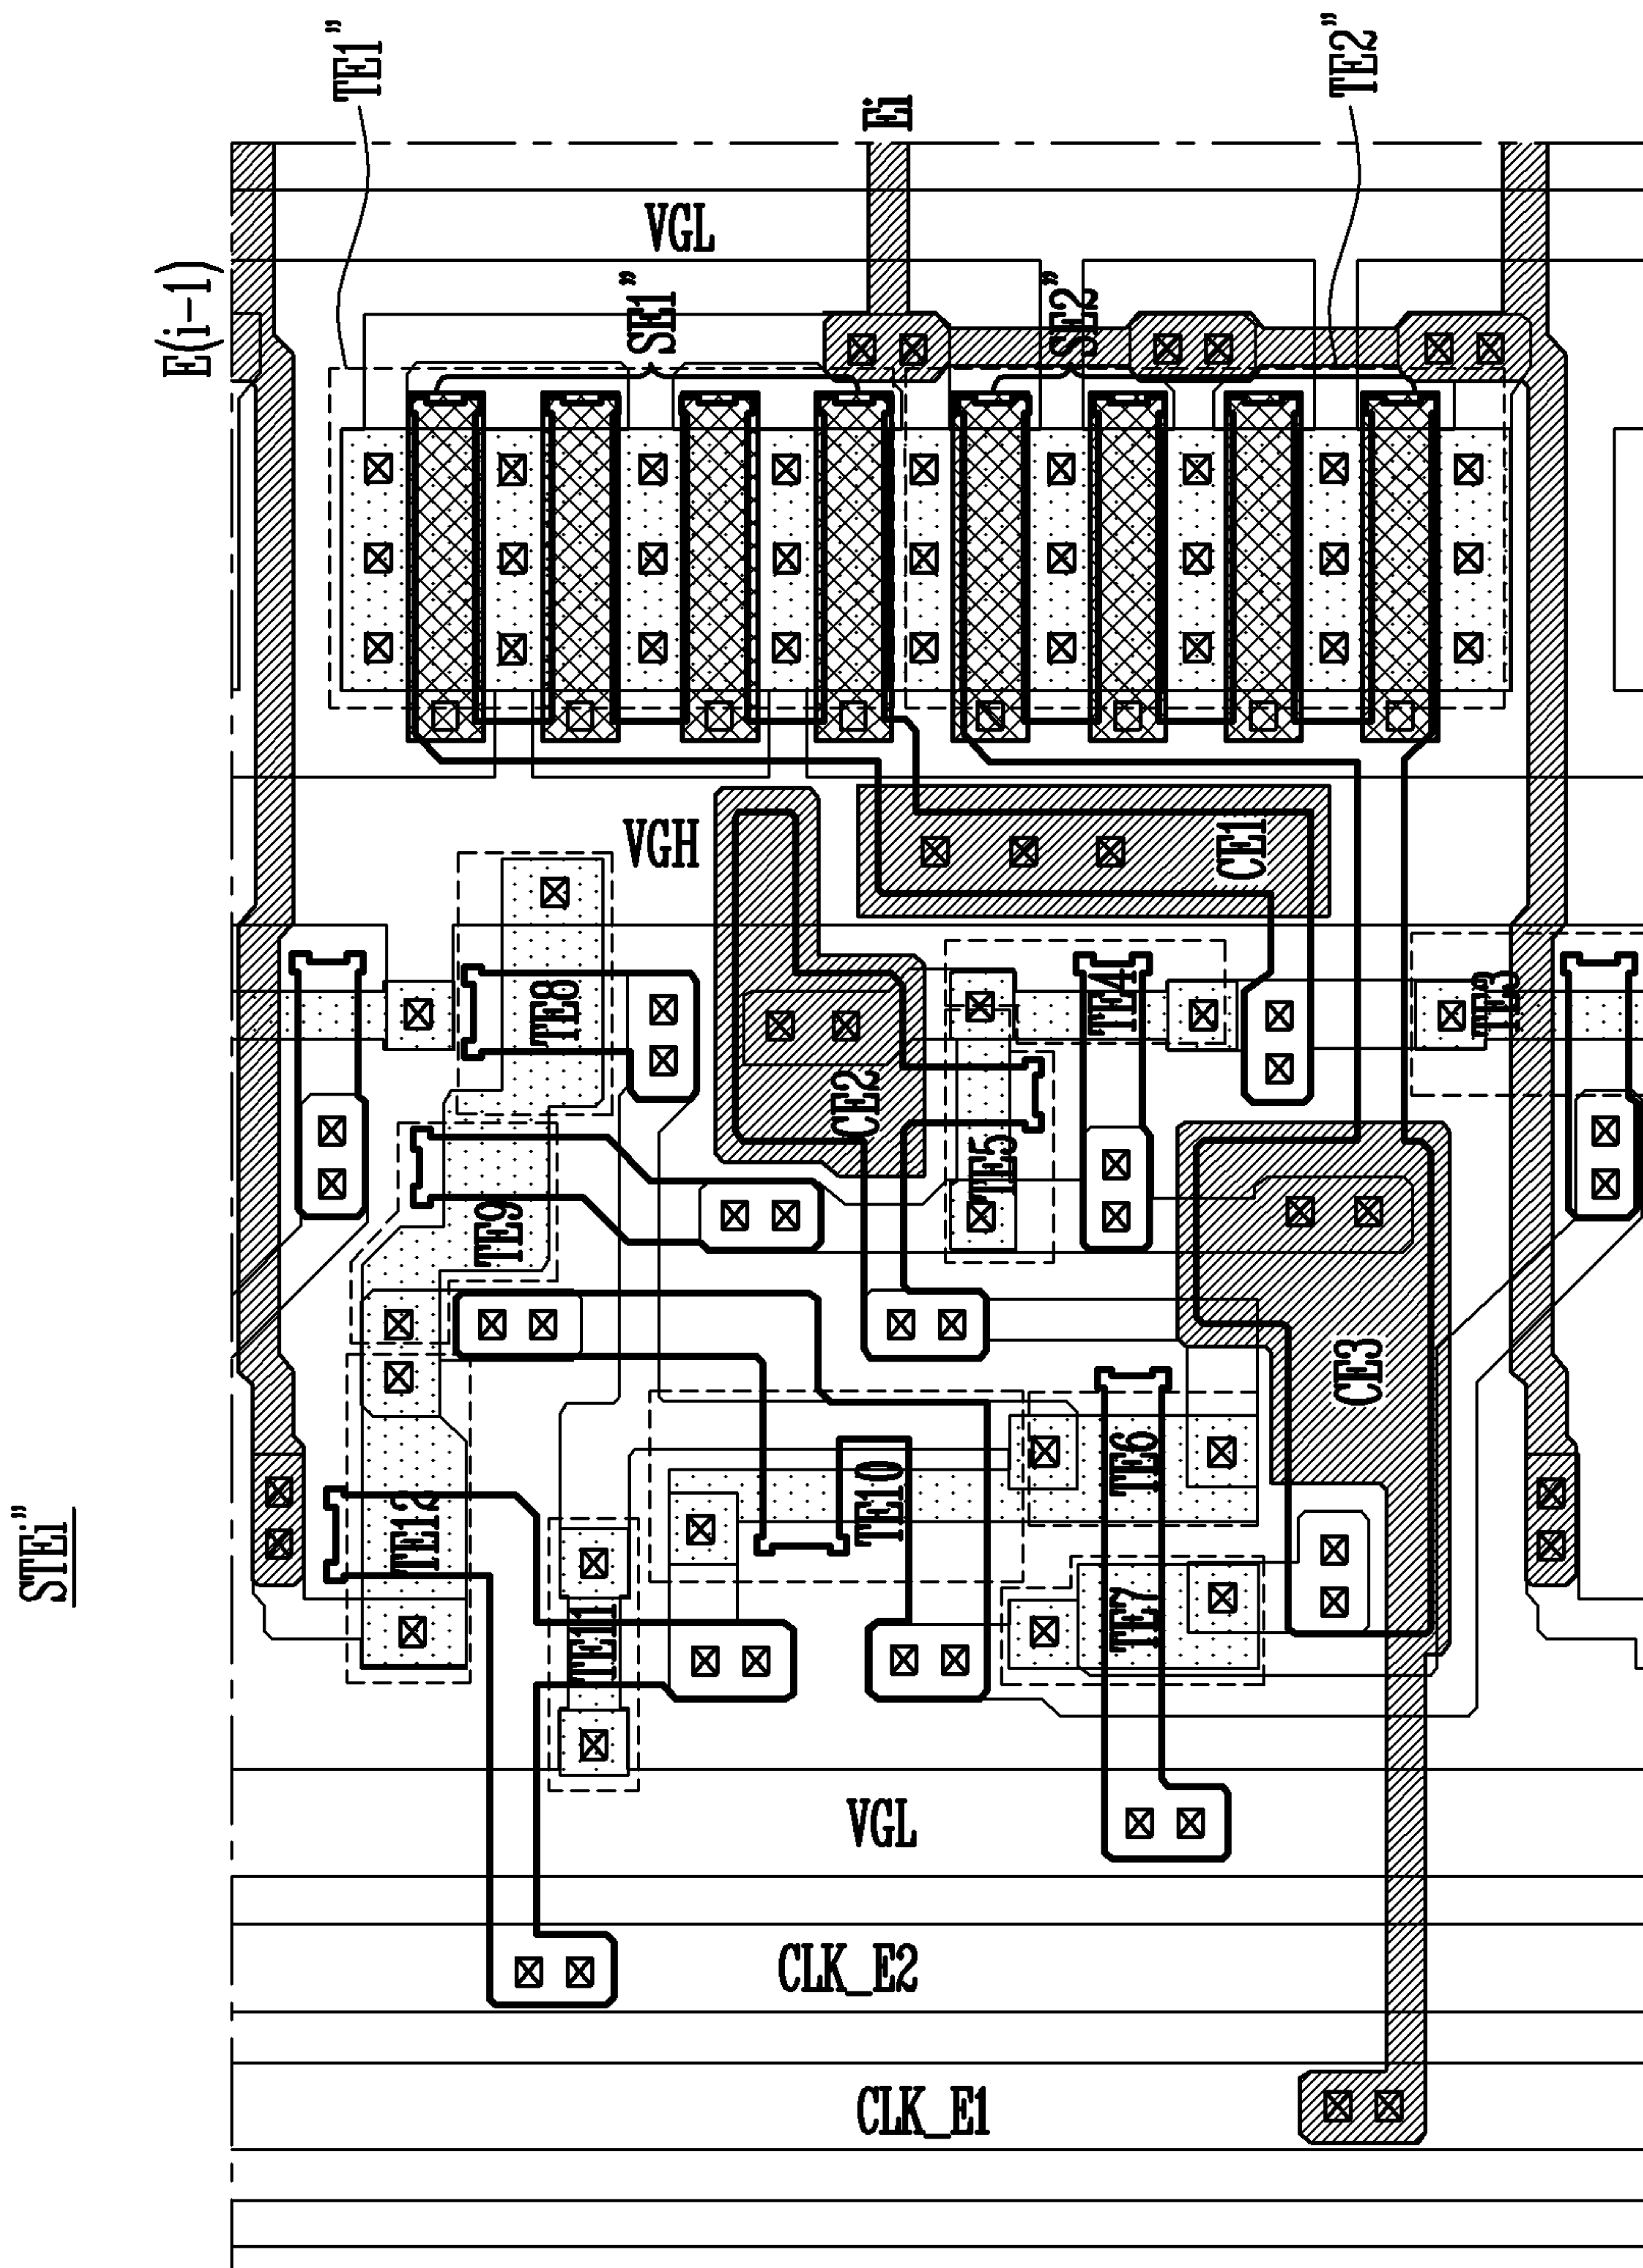 STEi"
E(i-1)
TE1"
Ei
TE2"
VGL
SE1"
SE2"
VGH
CE1
TE8
TE4
TE3
CE2
TE5
TE9
CE3
TE6
TE10
TE12
TE7
TE11
VGL
CLK_E2
CLK_E1